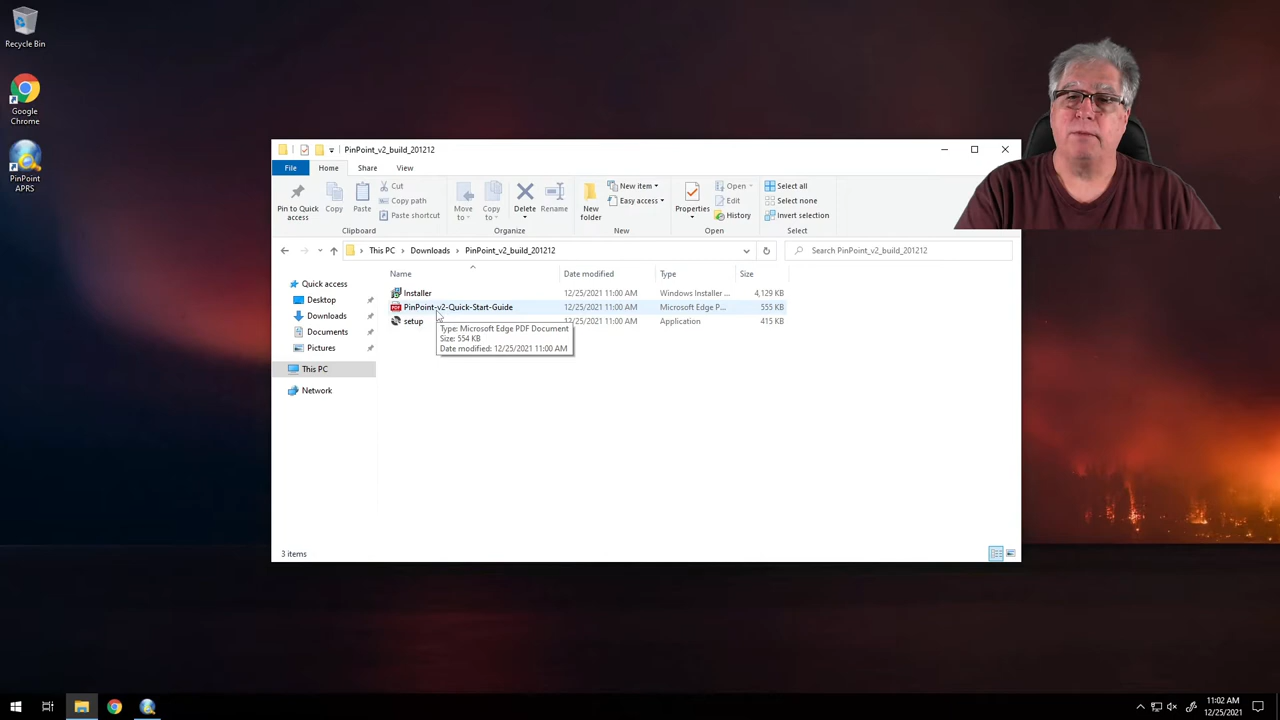 Recycle Bin
Google
Chrome
PinPoint
APRS
PinPoint_v2_build_201212
File Home Share View
Pin to Quick
access
Copy
Paste
Cut
Copy path
Paste shortcut
Clipboard
Move
to
Copy
to
Delete
Rename
Organize
New
folder
New item
Easy access
New
Properties
Open
Edit
History
Open
Select all
Select none
Invert selection
Select
This PC > Downloads > PinPoint_v2_build_201212
Search PinPoint_v2_build_201212
Quick access
Desktop
Downloads
Documents
Pictures
This PC
Network
Name Date modified Type Size
Installer 12/25/2021 11:00 AM Windows Installer ... 4,129 KB
PinPoint-v2-Quick-Start-Guide 12/25/2021 11:00 AM Microsoft Edge P... 555 KB
setup 12/25/2021 11:00 AM Application 415 KB
Type: Microsoft Edge PDF Document
Size: 554 KB
Date modified: 12/25/2021 11:00 AM
3 items
11:02 AM
12/25/2021